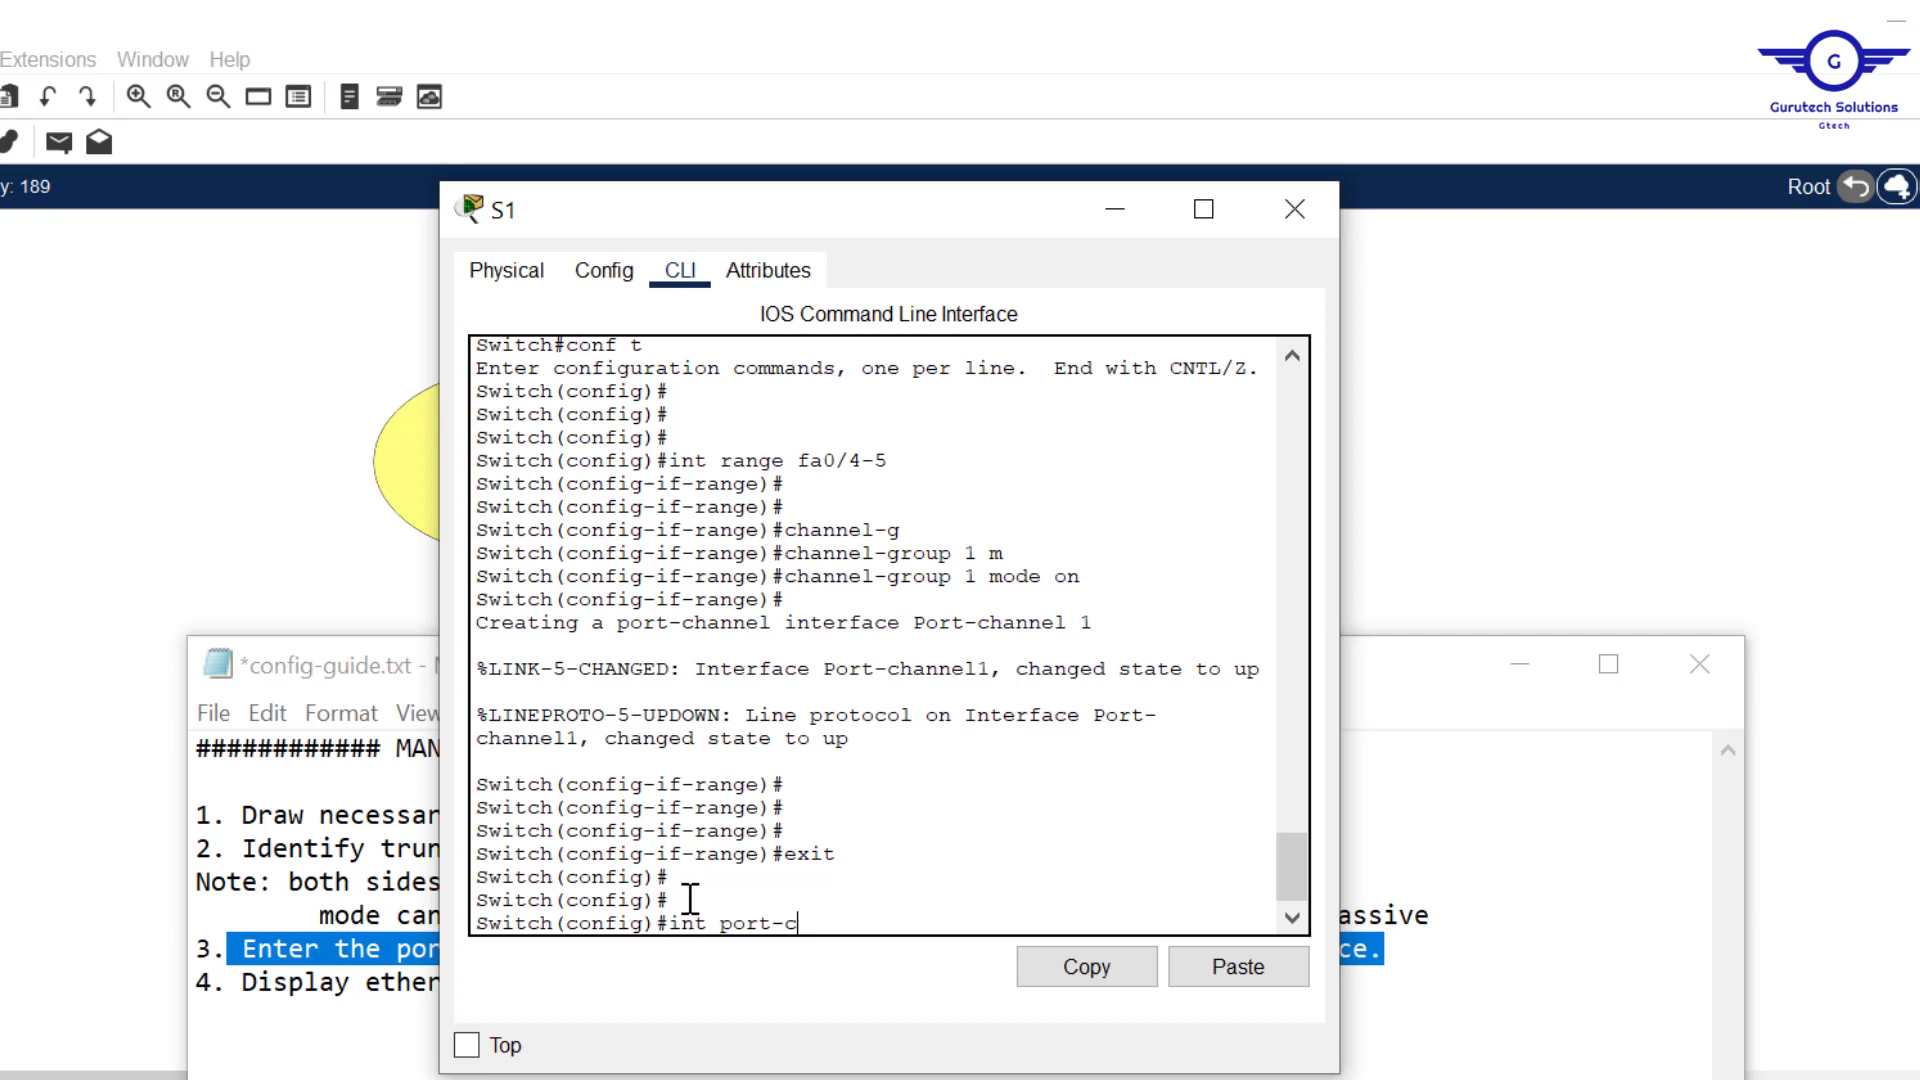 Extensions Window Help
G
Gurutech Solutions
Gtech
y: 189
Root
S1
Physical Config CLI Attributes
IOS Command Line Interface
Switch#conf t
Enter configuration commands, one per line. End with CNTL/Z.
Switch(config)#
Switch(config)#
Switch(config)#
Switch(config)#int range fa0/4-5
Switch(config-if-range)#
Switch(config-if-range)#
Switch(config-if-range)#channel-g
Switch(config-if-range)#channel-group 1 m
Switch(config-if-range)#channel-group 1 mode on
Switch(config-if-range)#
Creating a port-channel interface Port-channel 1
%LINK-5-CHANGED: Interface Port-channel1, changed state to up
%LINEPROTO-5-UPDOWN: Line protocol on Interface Port-
channel1, changed state to up
Switch(config-if-range)#
Switch(config-if-range)#
Switch(config-if-range)#
Switch(config-if-range)#exit
Switch(config)#
Switch(config)#
Switch(config)#int port-c
Copy Paste
Top
*config-guide.txt -
File Edit Format View
############ MAN
1. Draw necessar
2. Identify trun
Note: both sides
mode can assive
3. Enter the por ce.
4. Display ether